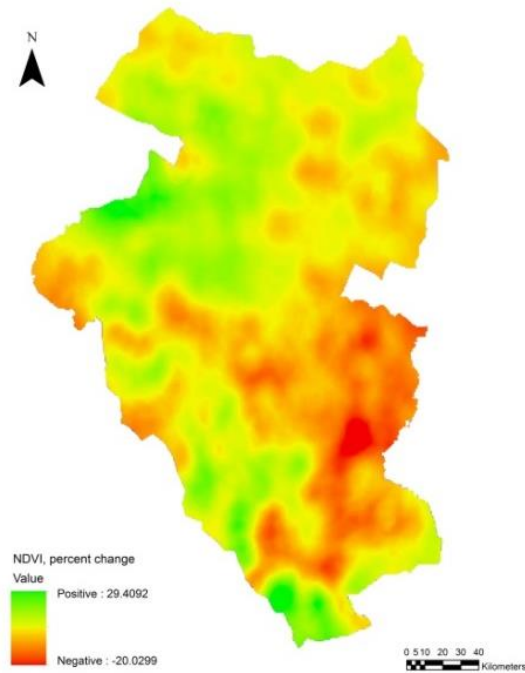 N
NDVI, percent change
Value
Positive : 29.4092
Negative : -20.0299
0 5 10 20 30 40
Kilometers